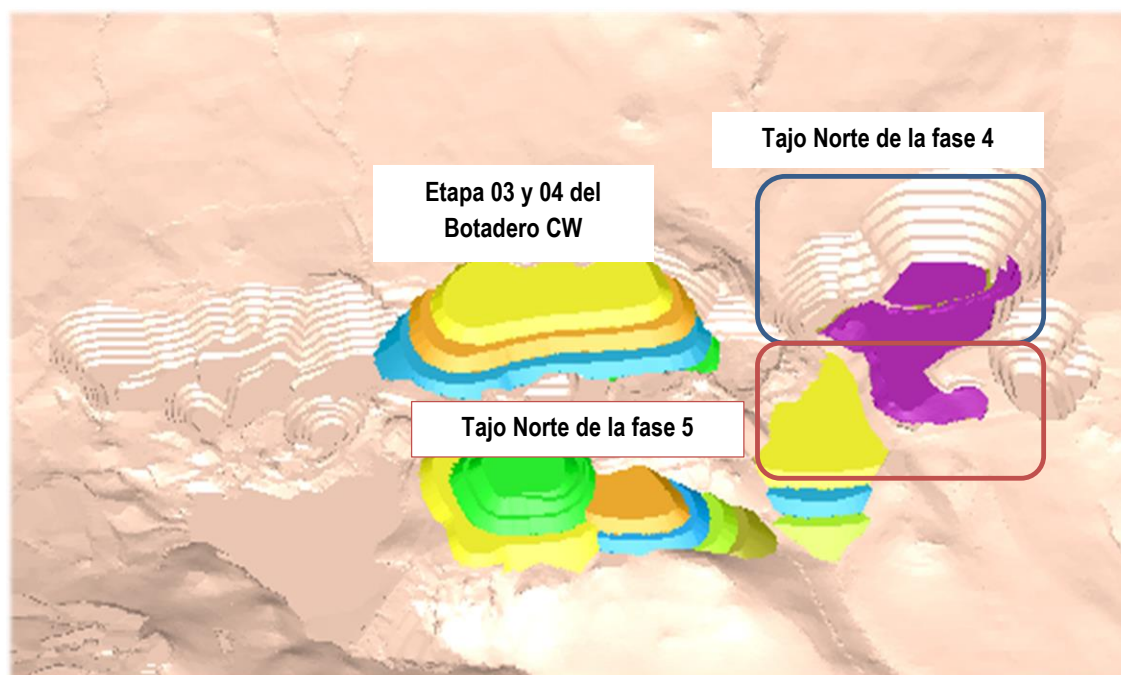 Tajo Norte de la fase 4
Etapa 03 y 04 del
Botadero CW
Tajo Norte de la fase 5